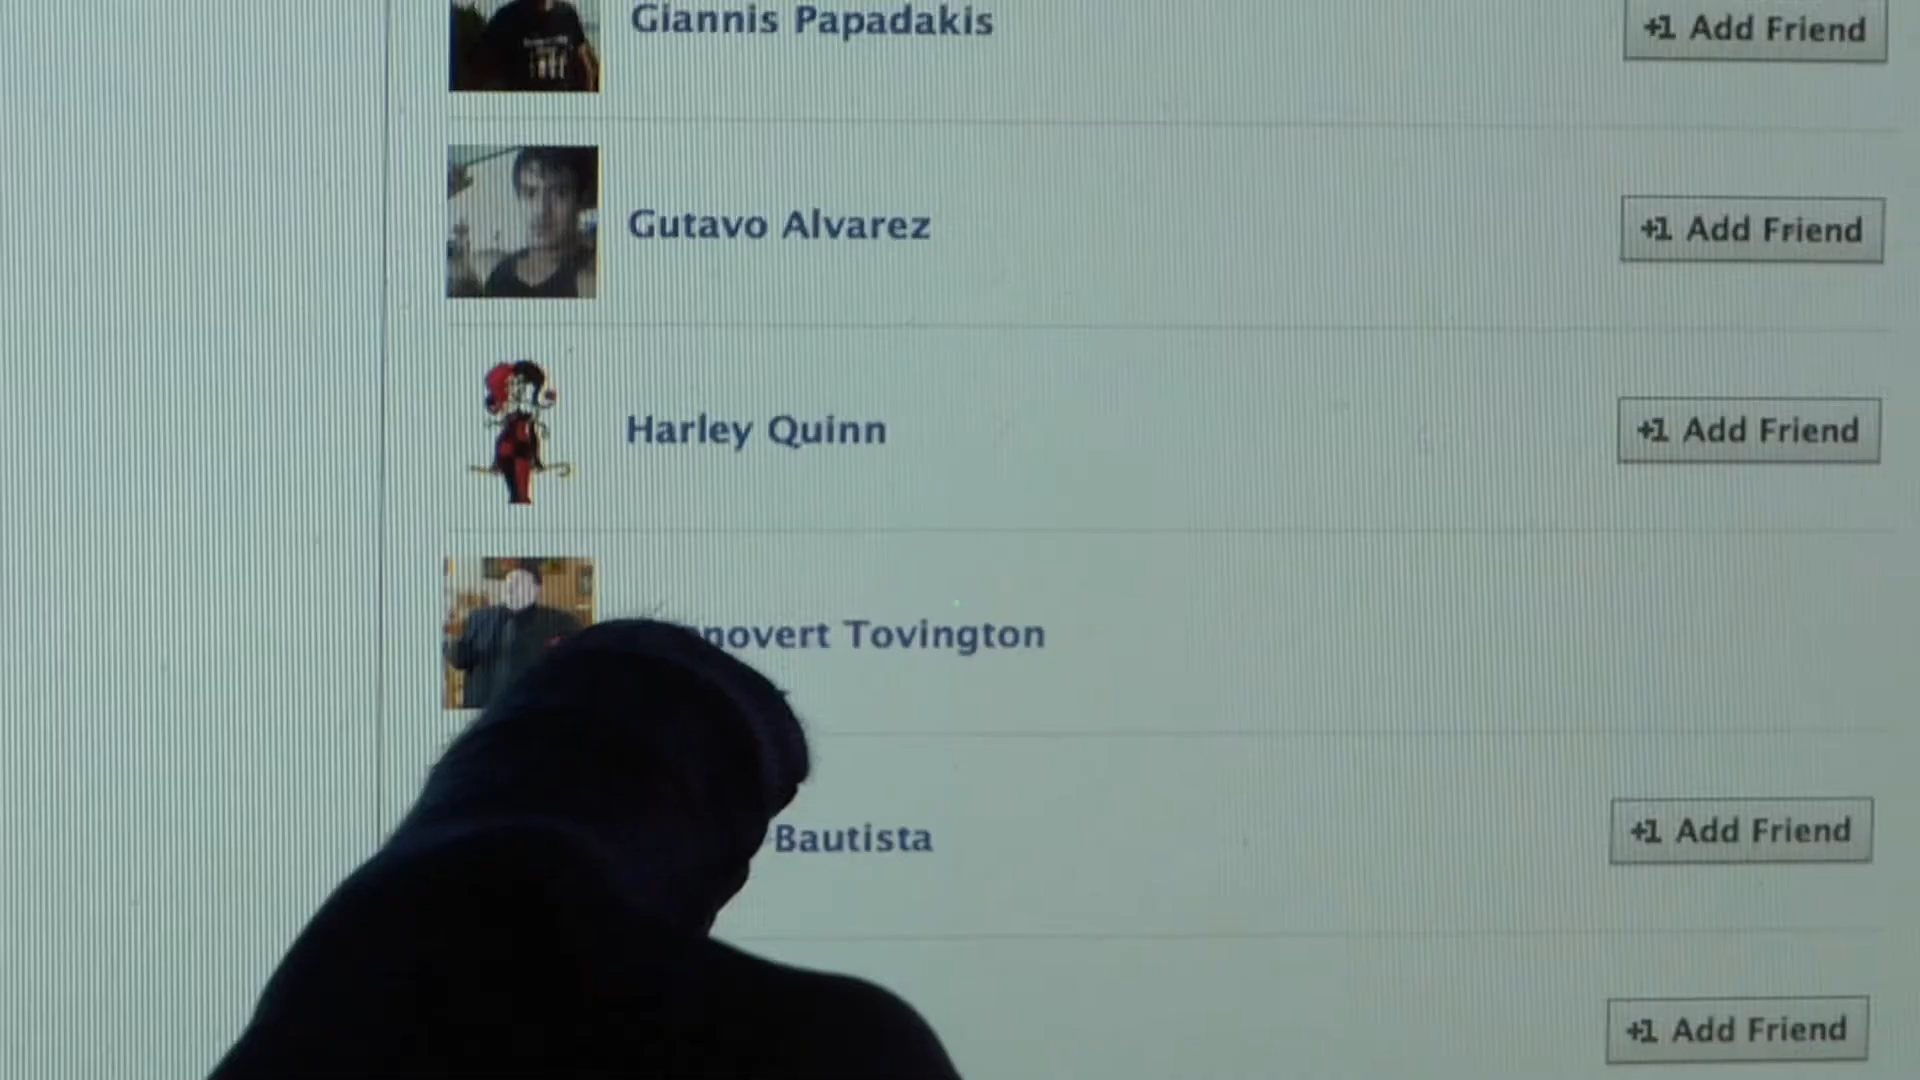 Giannis Papadakis
+1 Add Friend
Gutavo Alvarez
+1 Add Friend
Harley Quinn
+1 Add Friend
Tovington
Bautista
+1 Add Friend
+1 Add Friend